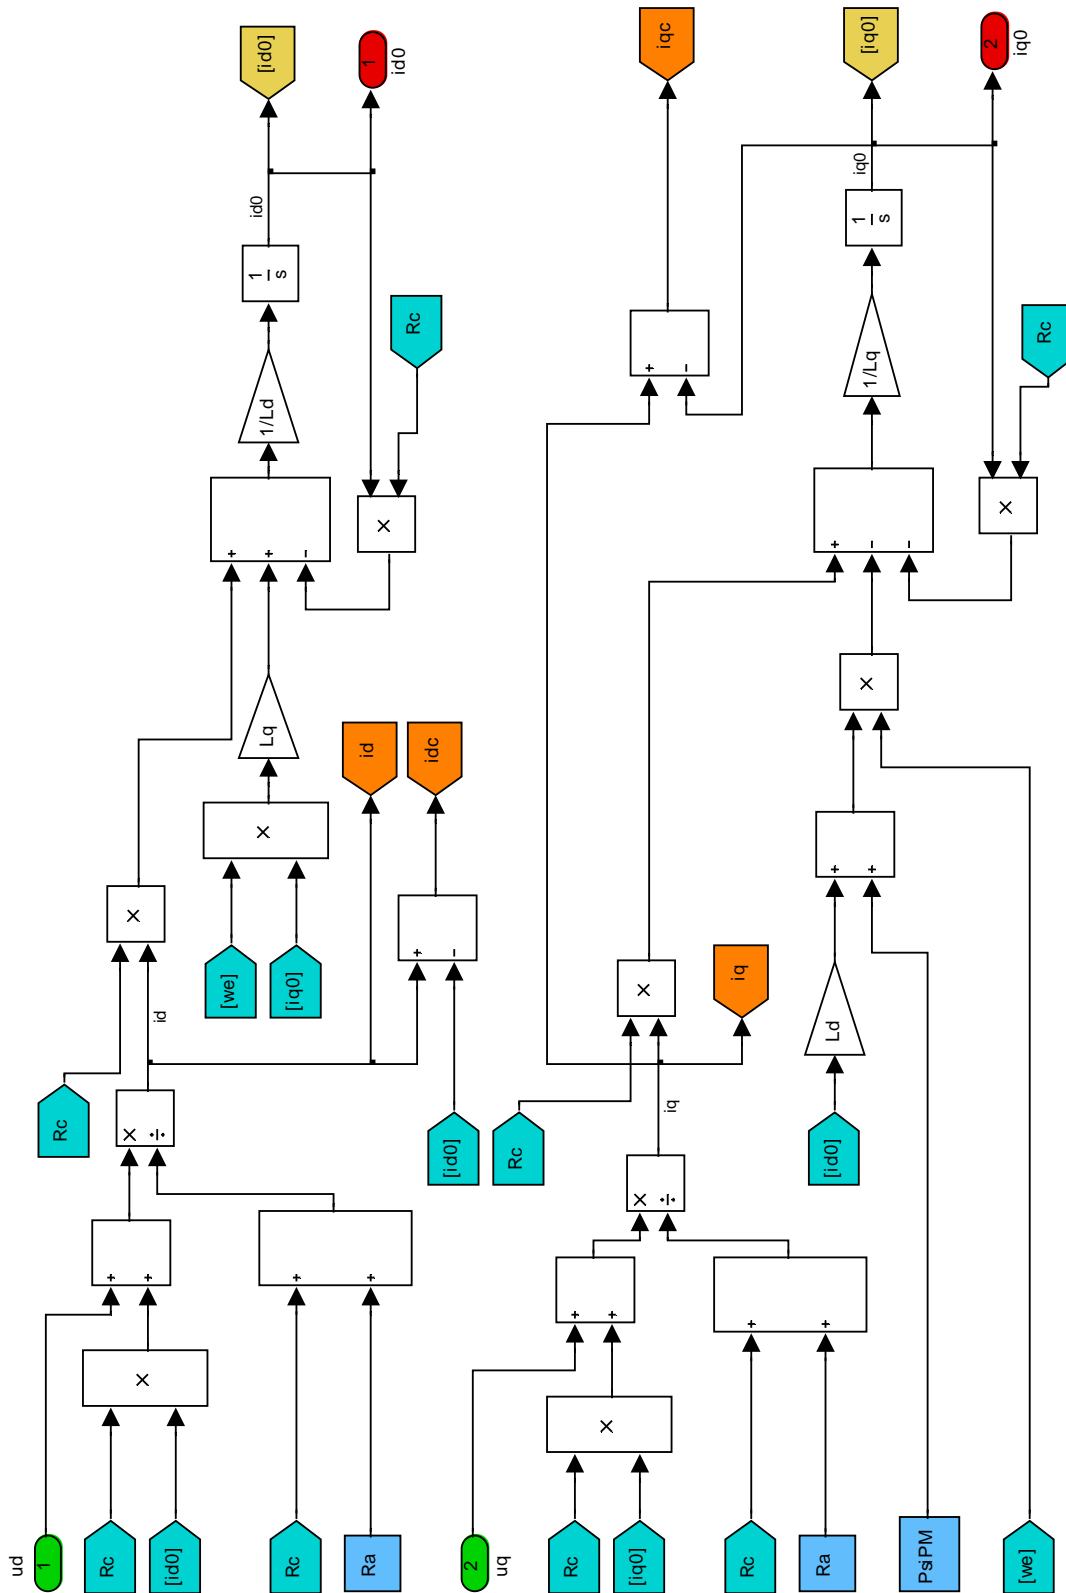 ud
1
Rc
[id0]
Rc
Ra
×
+
+
+
+
×
÷
Rc
id
×
[we]
[iq0]
×
Lq
+
+
−
1/Ld
1
s
id0
[id0]
1
id0
Rc
×
id
idc
+
−
[id0]
2
uq
Rc
[iq0]
Rc
Ra
PsiPM
[we]
×
+
+
+
+
×
÷
iq
Rc
×
iq
[id0]
Ld
+
+
×
+
−
−
1/Lq
1
s
iq0
[iq0]
2
iq0
Rc
×
+
−
iqc